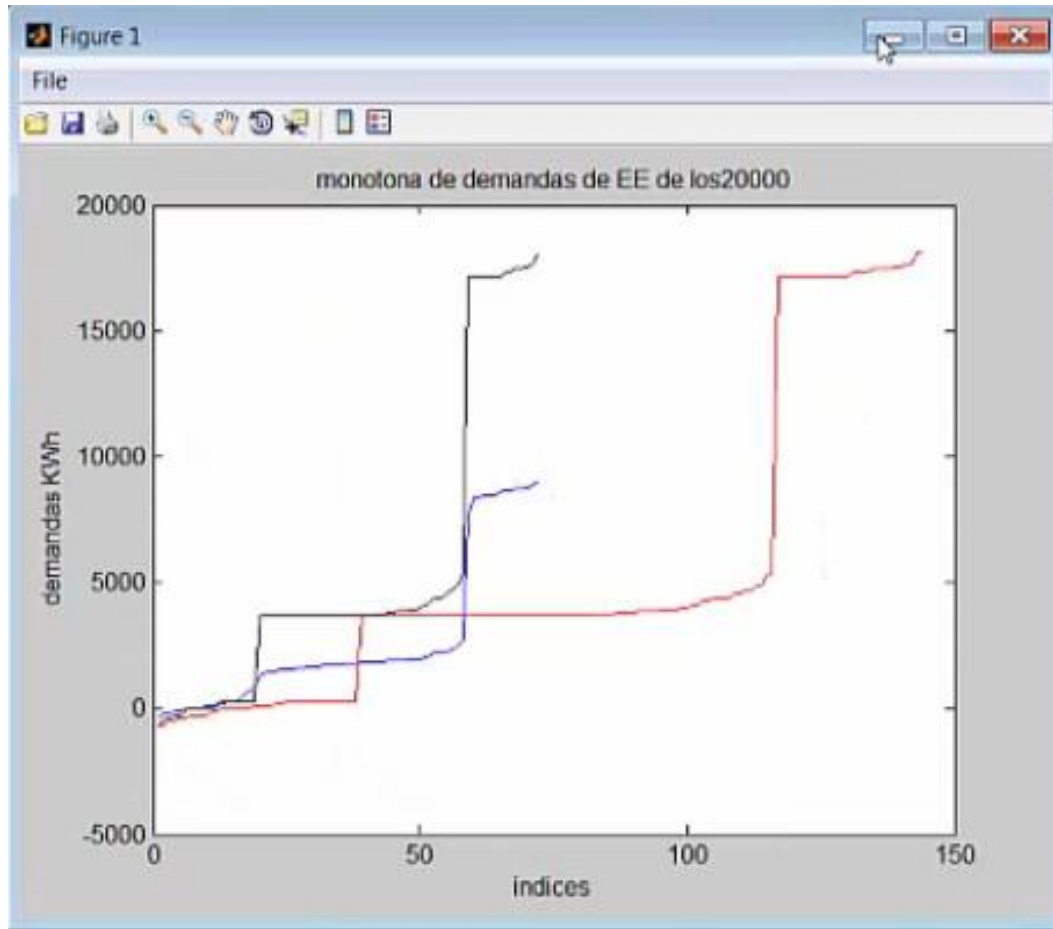 Figure 1
File
monotona de demandas de EE de los20000
20000
15000
10000
5000
0
-5000
demandas KWh
0
50
100
150
indices